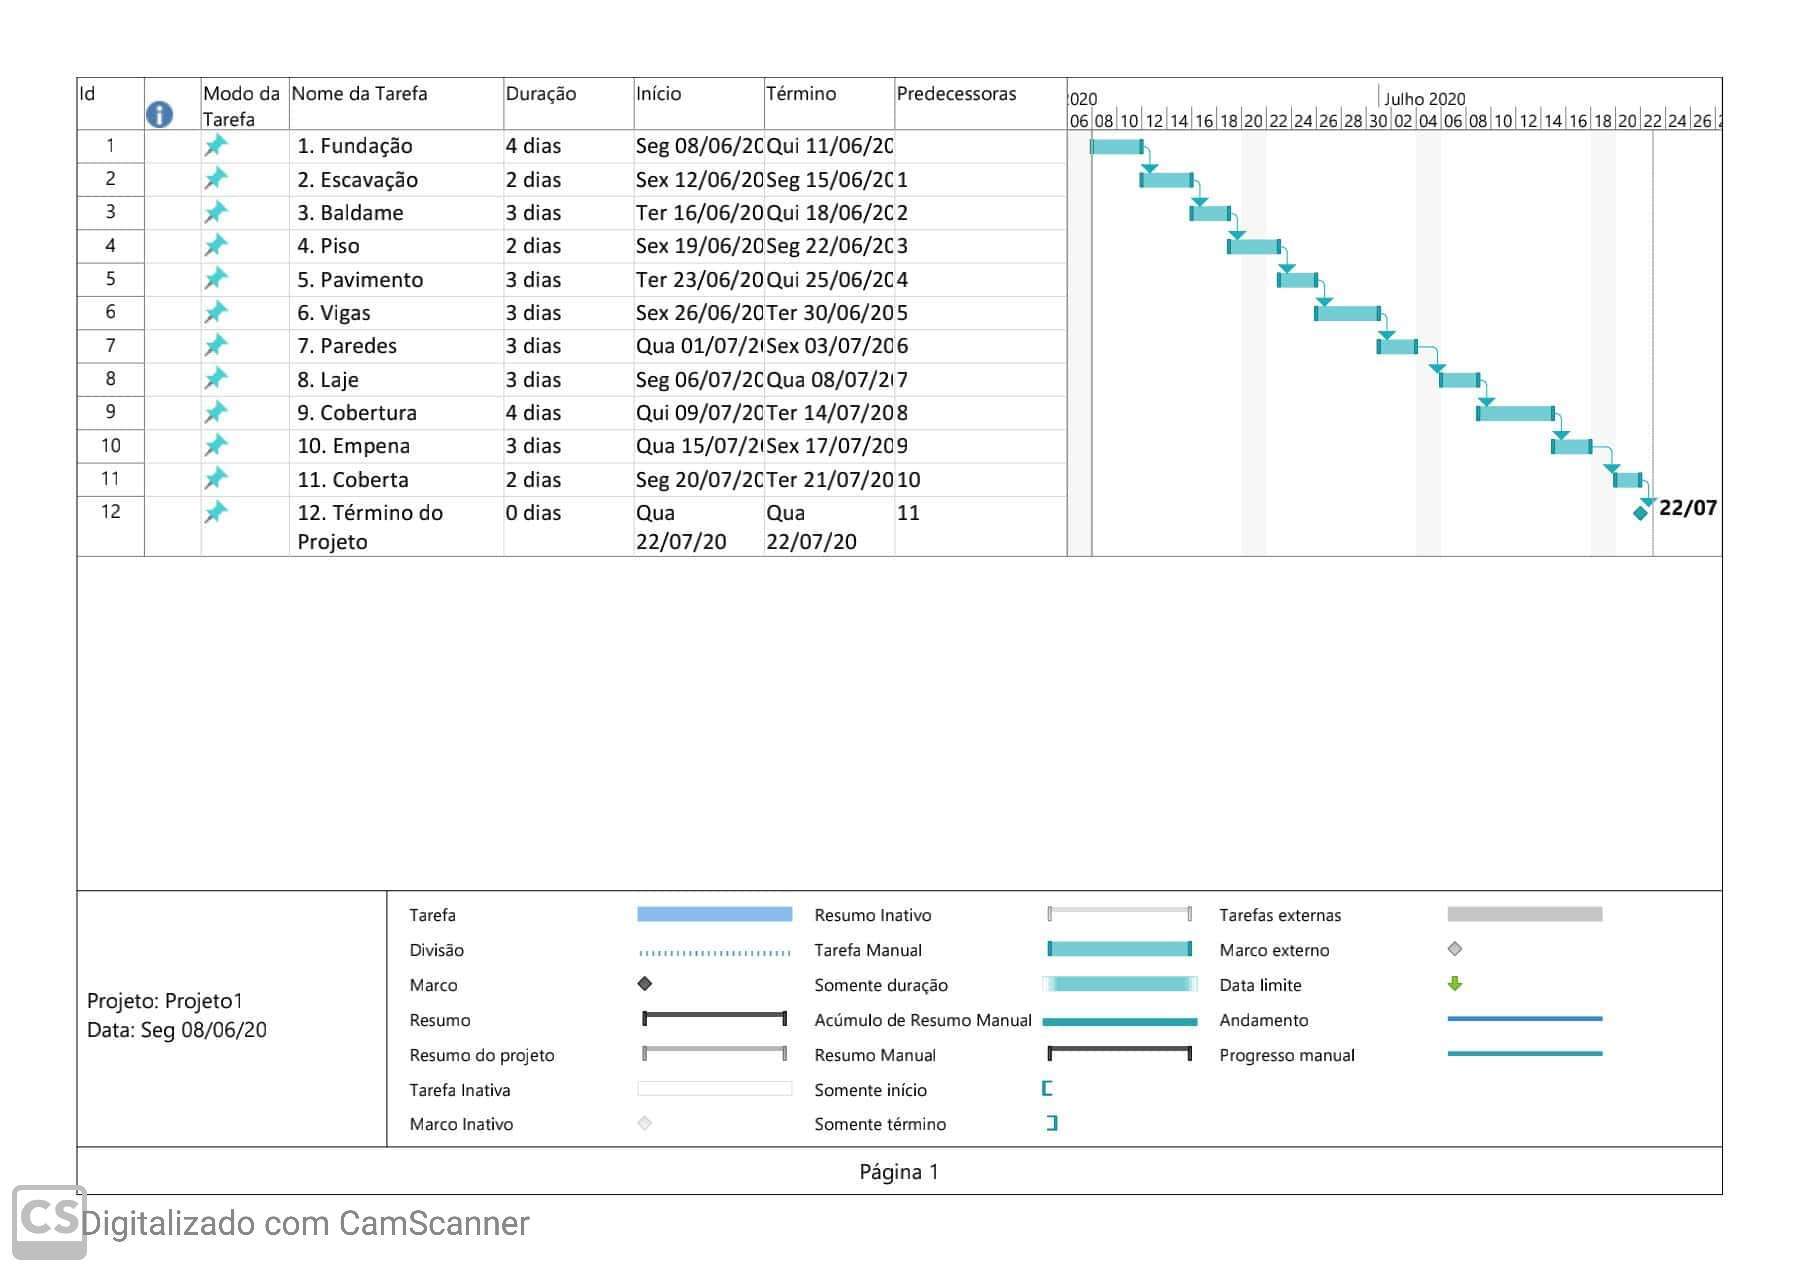 Id Modo da Tarefa Nome da Tarefa Duração Início Término Predecessoras
2020 Julho 2020
06 08 10 12 14 16 18 20 22 24 26 28 30 02 04 06 08 10 12 14 16 18 20 22 24 26
1 1. Fundação 4 dias Seg 08/06/20 Qui 11/06/20
2 2. Escavação 2 dias Sex 12/06/20 Seg 15/06/20 1
3 3. Baldame 3 dias Ter 16/06/20 Qui 18/06/20 2
4 4. Piso 2 dias Sex 19/06/20 Seg 22/06/20 3
5 5. Pavimento 3 dias Ter 23/06/20 Qui 25/06/20 4
6 6. Vigas 3 dias Sex 26/06/20 Ter 30/06/20 5
7 7. Paredes 3 dias Qua 01/07/20 Sex 03/07/20 6
8 8. Laje 3 dias Seg 06/07/20 Qua 08/07/20 7
9 9. Cobertura 4 dias Qui 09/07/20 Ter 14/07/20 8
10 10. Empena 3 dias Qua 15/07/20 Sex 17/07/20 9
11 11. Coberta 2 dias Seg 20/07/20 Ter 21/07/20 10
12 12. Término do Projeto 0 dias Qua 22/07/20 Qua 22/07/20 11
22/07
Projeto: Projeto1
Data: Seg 08/06/20
Tarefa Resumo Inativo Tarefas externas
Divisão Tarefa Manual Marco externo
Marco Somente duração Data limite
Resumo Acúmulo de Resumo Manual Andamento
Resumo do projeto Resumo Manual Progresso manual
Tarefa Inativa Somente início
Marco Inativo Somente término
Página 1
CS Digitalizado com CamScanner